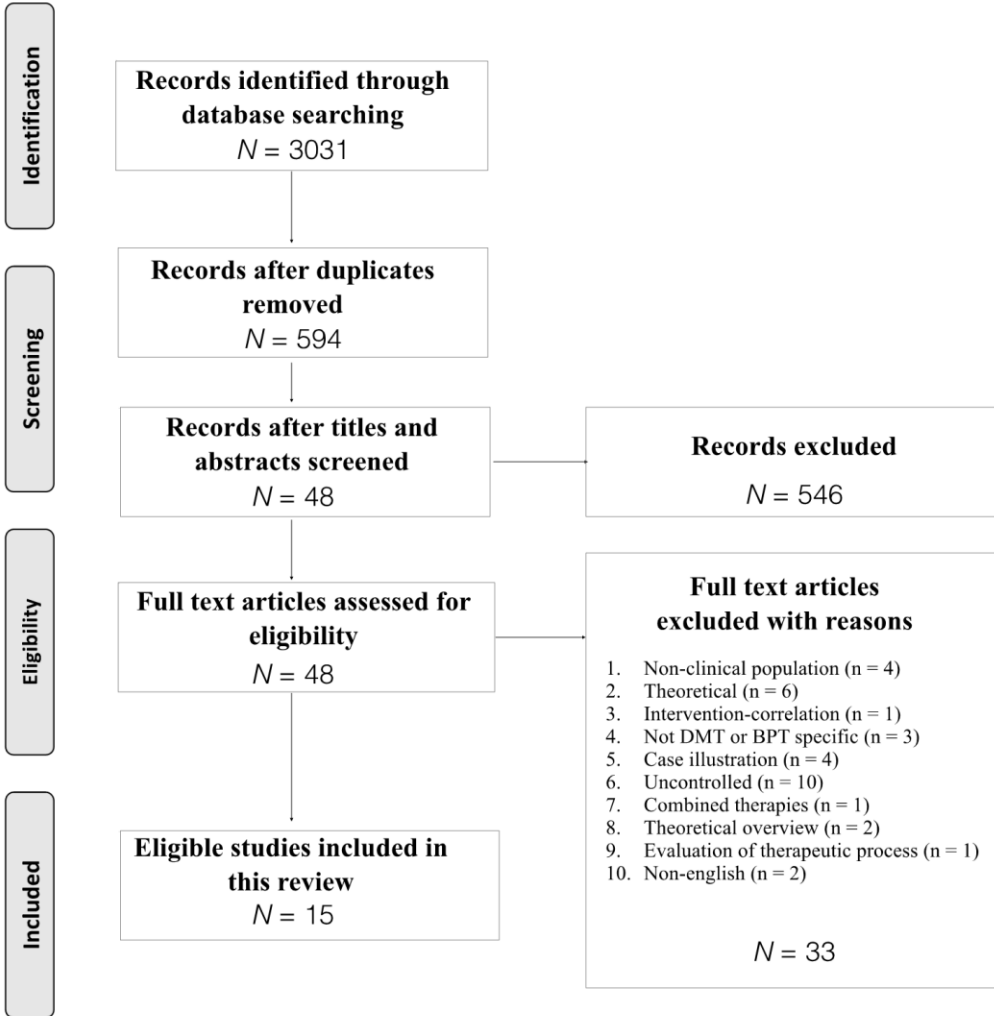 Identification
Records identified through
database searching
N = 3031
Screening
Records after duplicates
removed
N = 594
Records after titles and
abstracts screened
N = 48
Records excluded
N = 546
Eligibility
Full text articles assessed for
eligibility
N = 48
Full text articles
excluded with reasons
1. Non-clinical population (n = 4)
2. Theoretical (n = 6)
3. Intervention-correlation (n = 1)
4. Not DMT or BPT specific (n = 3)
5. Case illustration (n = 4)
6. Uncontrolled (n = 10)
7. Combined therapies (n = 1)
8. Theoretical overview (n = 2)
9. Evaluation of therapeutic process (n = 1)
10. Non-english (n = 2)
N = 33
Included
Eligible studies included in
this review
N = 15